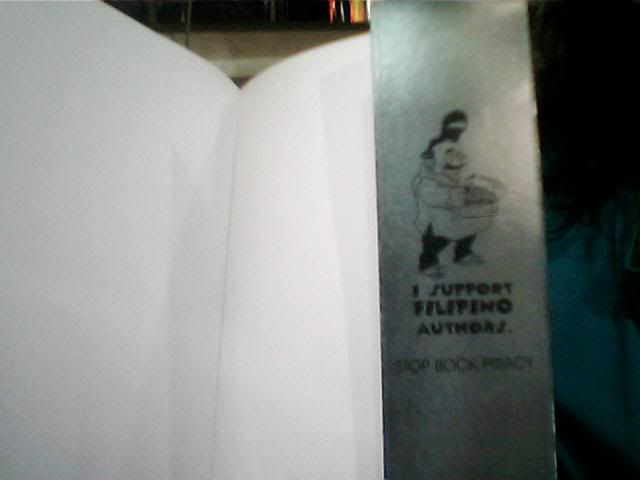 I SUPPORT
FILIPINO
AUTHORS.
STOP BOOK PIRACY